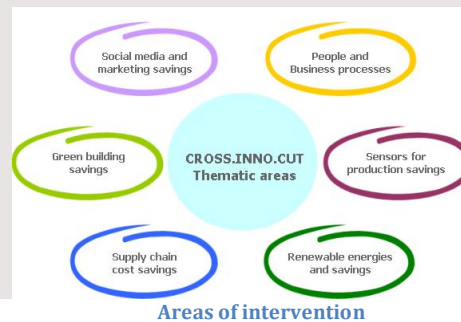 Social media and
marketing savings
People and
Business processes
Green building
savings
CROSS.INNO.CUT
Thematic areas
Sensors for
production savings
Supply chain
cost savings
Renewable energies
and savings
Areas of intervention